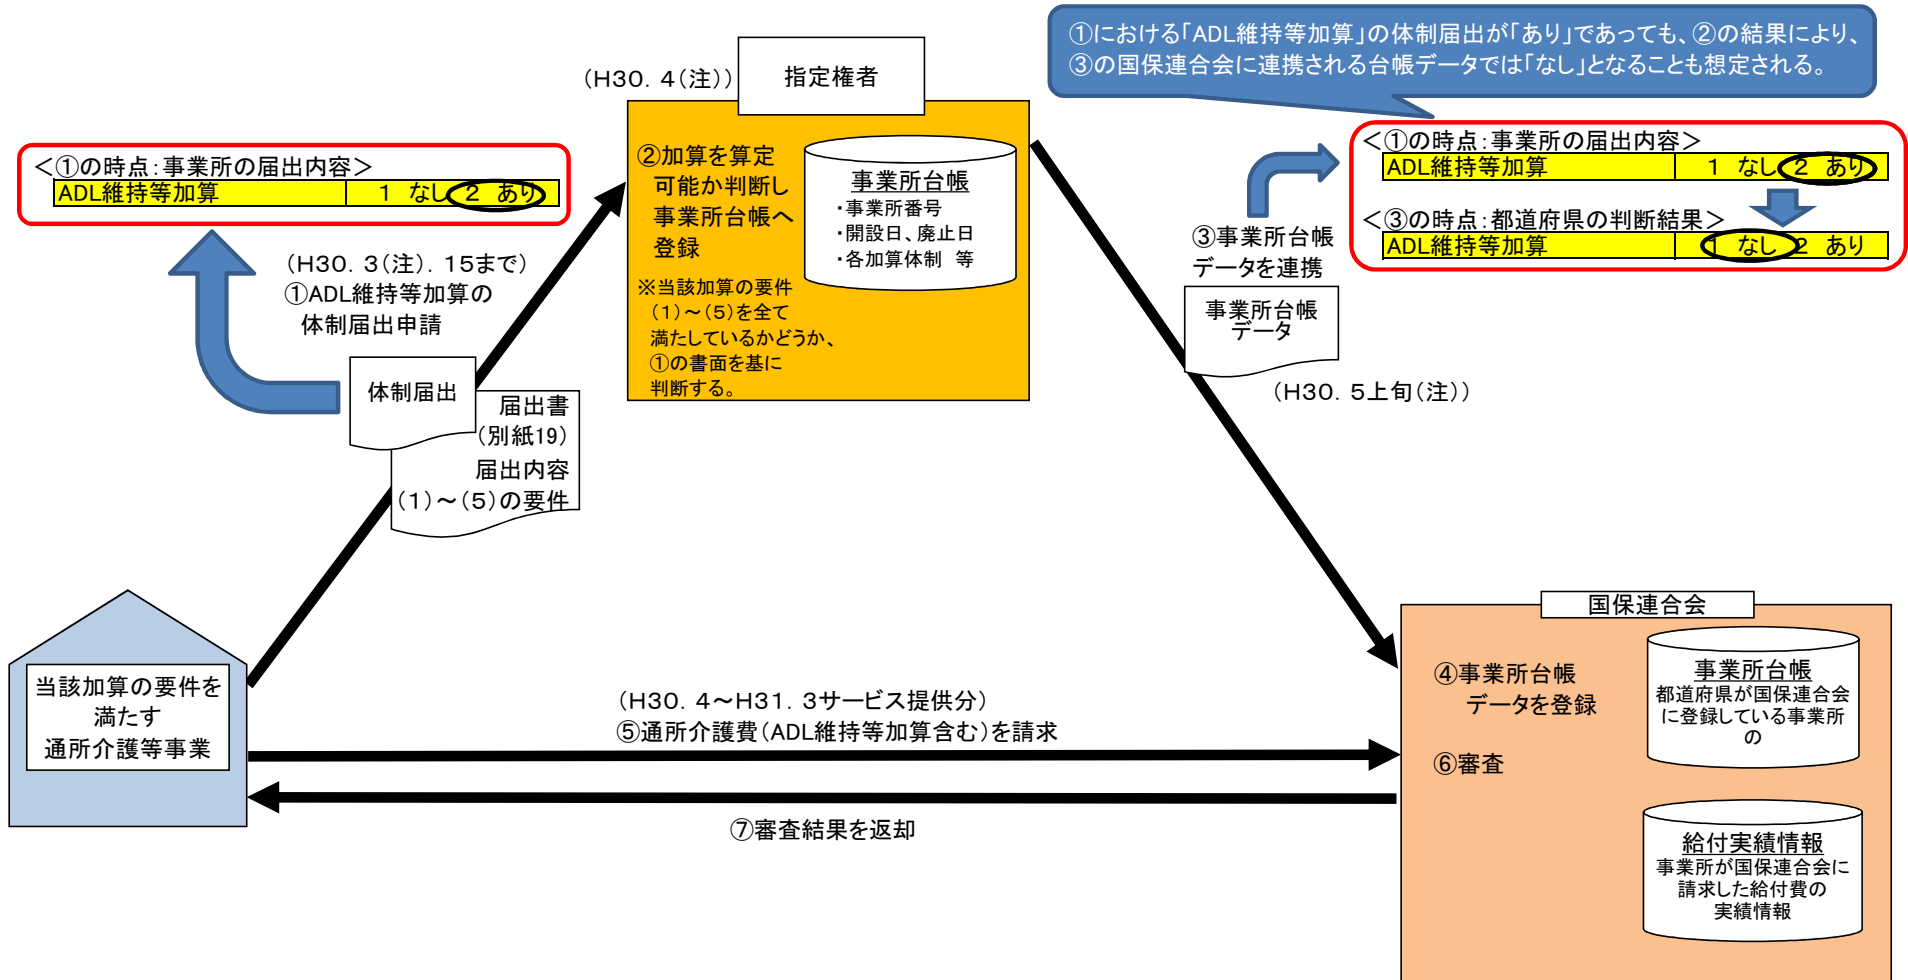 ①における「ADL維持等加算」の体制届出が「あり」であっても、②の結果により、
③の国保連合会に連携される台帳データでは「なし」となることも想定される。
(H30.4(注))
指定権者
②加算を算定
可能か判断し
事業所台帳へ
登録
※当該加算の要件
(1)~(5)を全て
満たしているかどうか、
①の書面を基に
判断する。
事業所台帳
・事業所番号
・開設日、廃止日
・各加算体制 等
<①の時点:事業所の届出内容>
ADL維持等加算 1 なし 2 あり
(H30.3(注).15まで)
①ADL維持等加算の
体制届出申請
体制届出
届出書
(別紙19)
届出内容
(1)~(5)の要件
<①の時点:事業所の届出内容>
ADL維持等加算 1 なし 2 あり
<③の時点:都道府県の判断結果>
ADL維持等加算 1 なし 2 あり
③事業所台帳
データを連携
事業所台帳
データ
(H30.5上旬(注))
当該加算の要件を
満たす
通所介護等事業
(H30.4~H31.3サービス提供分)
⑤通所介護費(ADL維持等加算含む)を請求
⑦審査結果を返却
国保連合会
④事業所台帳
データを登録
⑥審査
事業所台帳
都道府県が国保連合会
に登録している事業所
の
給付実績情報
事業所が国保連合会に
請求した給付費の
実績情報